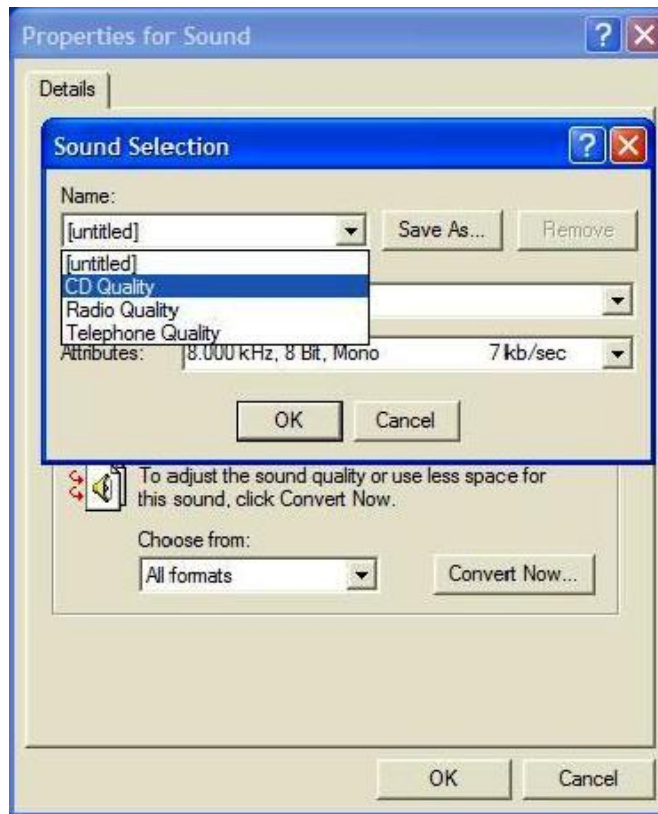 Properties for Sound
Details
Sound Selection
Name:
[untitled]
Save As...
Remove
[untitled]
CD Quality
Radio Quality
Telephone Quality
Attributes: 8.000 kHz, 8 Bit, Mono 7 kb/sec
OK Cancel
To adjust the sound quality or use less space for
this sound, click Convert Now.
Choose from:
All formats
Convert Now...
OK Cancel